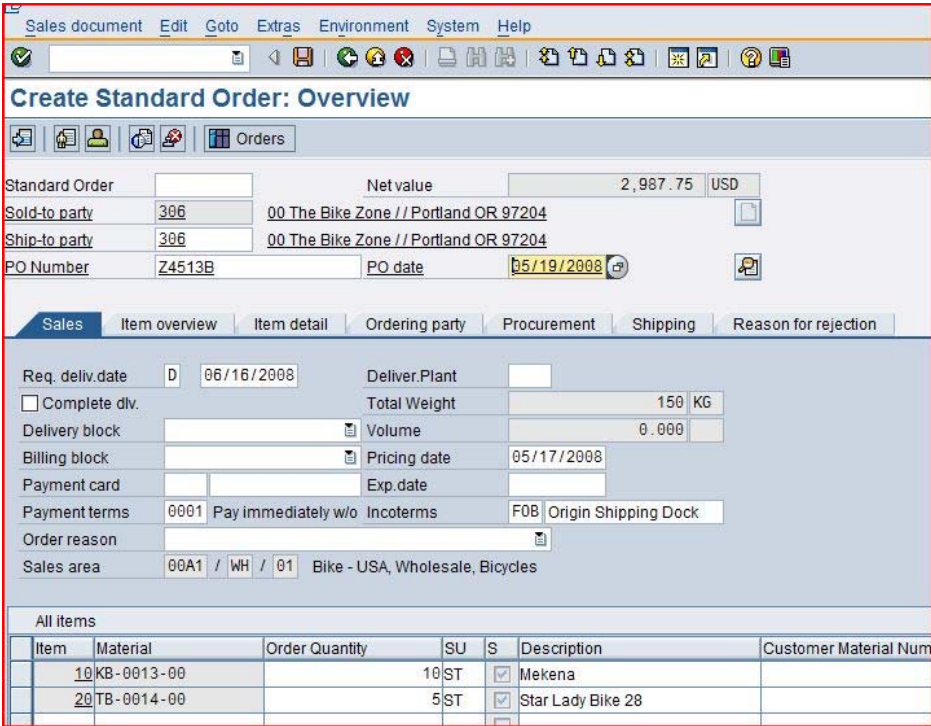 Sales document Edit Goto Extras Environment System Help
Create Standard Order: Overview
Orders
Standard Order Net value 2,987.75 USD
Sold-to party 306 00 The Bike Zone / / Portland OR 97204
Ship-to party 306 00 The Bike Zone / / Portland OR 97204
PO Number Z4513B PO date 05/19/2008
Sales Item overview Item detail Ordering party Procurement Shipping Reason for rejection
Req. deliv.date D 06/16/2008 Deliver.Plant
Complete dlv. Total Weight 150 KG
Delivery block Volume 0.000
Billing block Pricing date 05/17/2008
Payment card Exp.date
Payment terms 0001 Pay immediately w/o Incoterms FOB Origin Shipping Dock
Order reason
Sales area 00A1 / WH / 01 Bike - USA, Wholesale, Bicycles
All items
Item Material Order Quantity SU S Description Customer Material Num
10 KB-0013-00 10 ST Mekena
20 TB-0014-00 5 ST Star Lady Bike 28